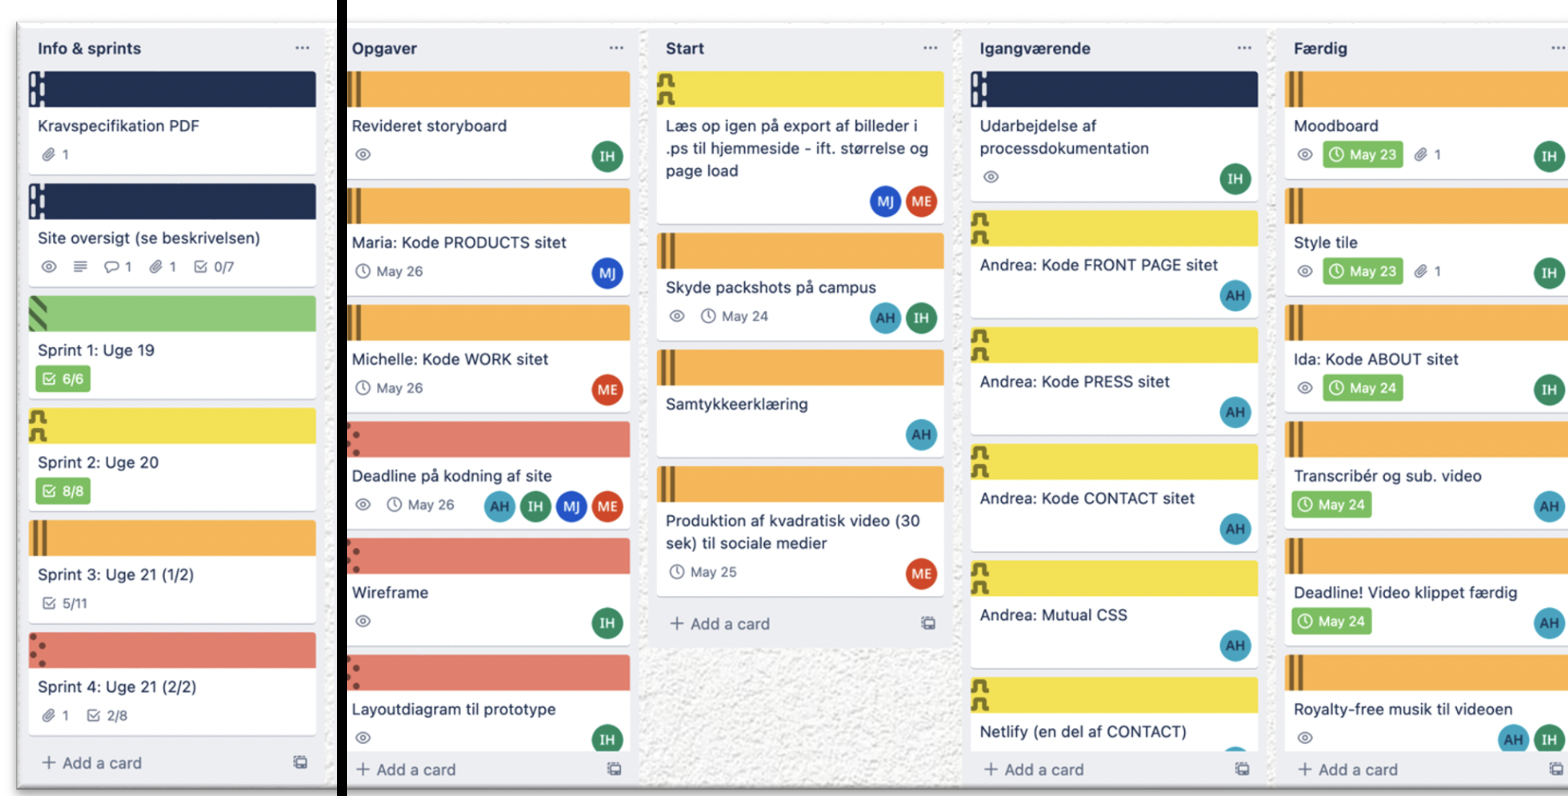 Info & sprints
Kravspecifikation PDF
1
Site oversigt (se beskrivelsen)
1 1 0/7
Sprint 1: Uge 19
6/6
Sprint 2: Uge 20
8/8
Sprint 3: Uge 21 (1/2)
5/11
Sprint 4: Uge 21 (2/2)
1 2/8
+ Add a card
Opgaver
Revideret storyboard
IH
Maria: Kode PRODUCTS sitet
May 26
MJ
Michelle: Kode WORK sitet
May 26
ME
Deadline på kodning af site
May 26 AH IH MJ ME
Wireframe
IH
Layoutdiagram til prototype
IH
+ Add a card
Start
Læs op igen på export af billeder i
.ps til hjemmeside - ift. størrelse og
page load
MJ ME
Skyde packshots på campus
May 24 AH IH
Samtykkeerklæring
AH
Produktion af kvadratisk video (30
sek) til sociale medier
May 25
ME
+ Add a card
Igangværende
Udarbejdelse af
processdokumentation
IH
Andrea: Kode FRONT PAGE sitet
AH
Andrea: Kode PRESS sitet
AH
Andrea: Kode CONTACT sitet
AH
Andrea: Mutual CSS
AH
Netlify (en del af CONTACT)
+ Add a card
Færdig
Moodboard
May 23 1 IH
Style tile
May 23 1 IH
Ida: Kode ABOUT sitet
May 24 IH
Transcribér og sub. video
May 24 AH
Deadline! Video klippet færdig
May 24 AH
Royalty-free musik til videoen
AH IH
+ Add a card